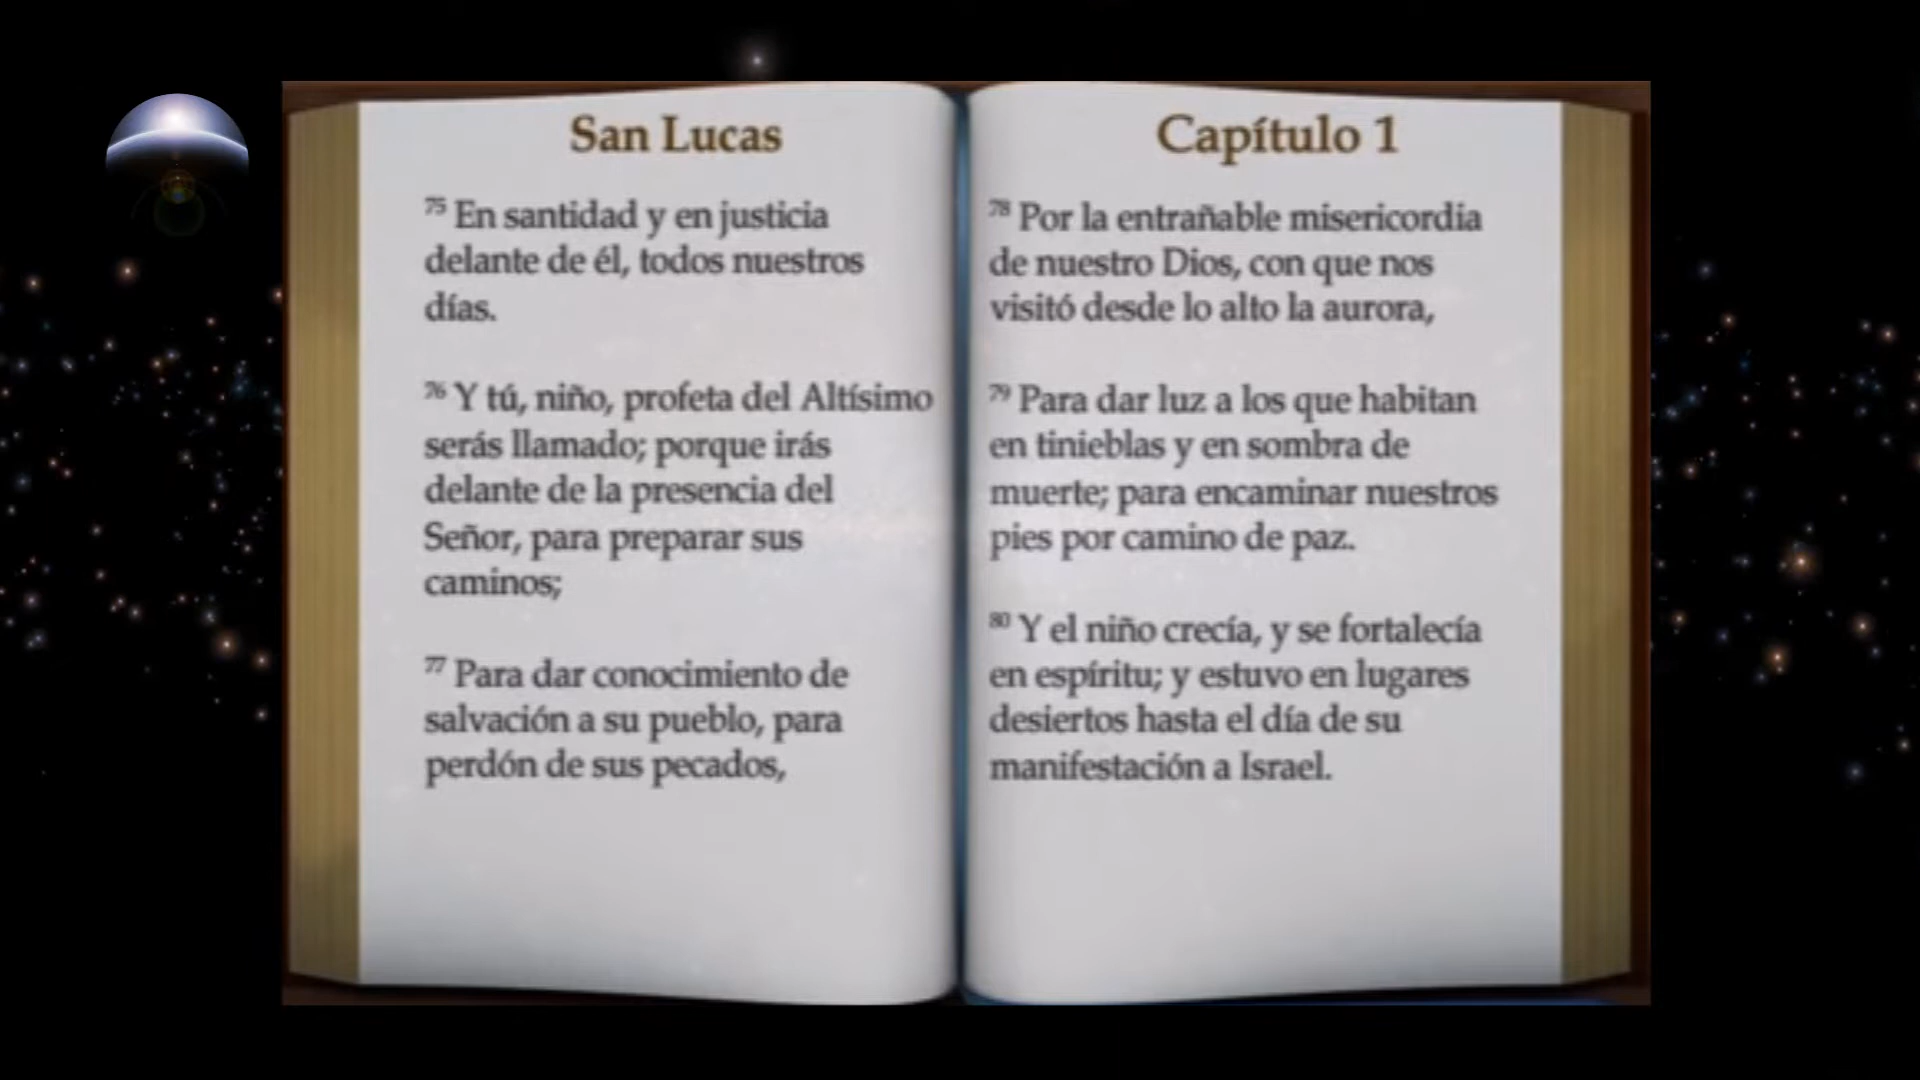 San Lucas
75 En santidad y en justicia
delante de él, todos nuestros
días.
76 Y tú, niño, profeta del Altísimo
serás llamado; porque irás
delante de la presencia del
Señor, para preparar sus
caminos;
77 Para dar conocimiento de
salvación a su pueblo, para
perdón de sus pecados,
Capítulo 1
78 Por la entrañable misericordia
de nuestro Dios, con que nos
visitó desde lo alto la aurora,
79 Para dar luz a los que habitan
en tinieblas y en sombra de
muerte; para encaminar nuestros
pies por camino de paz.
80 Y el niño crecía, y se fortalecía
en espíritu; y estuvo en lugares
desiertos hasta el día de su
manifestación a Israel.